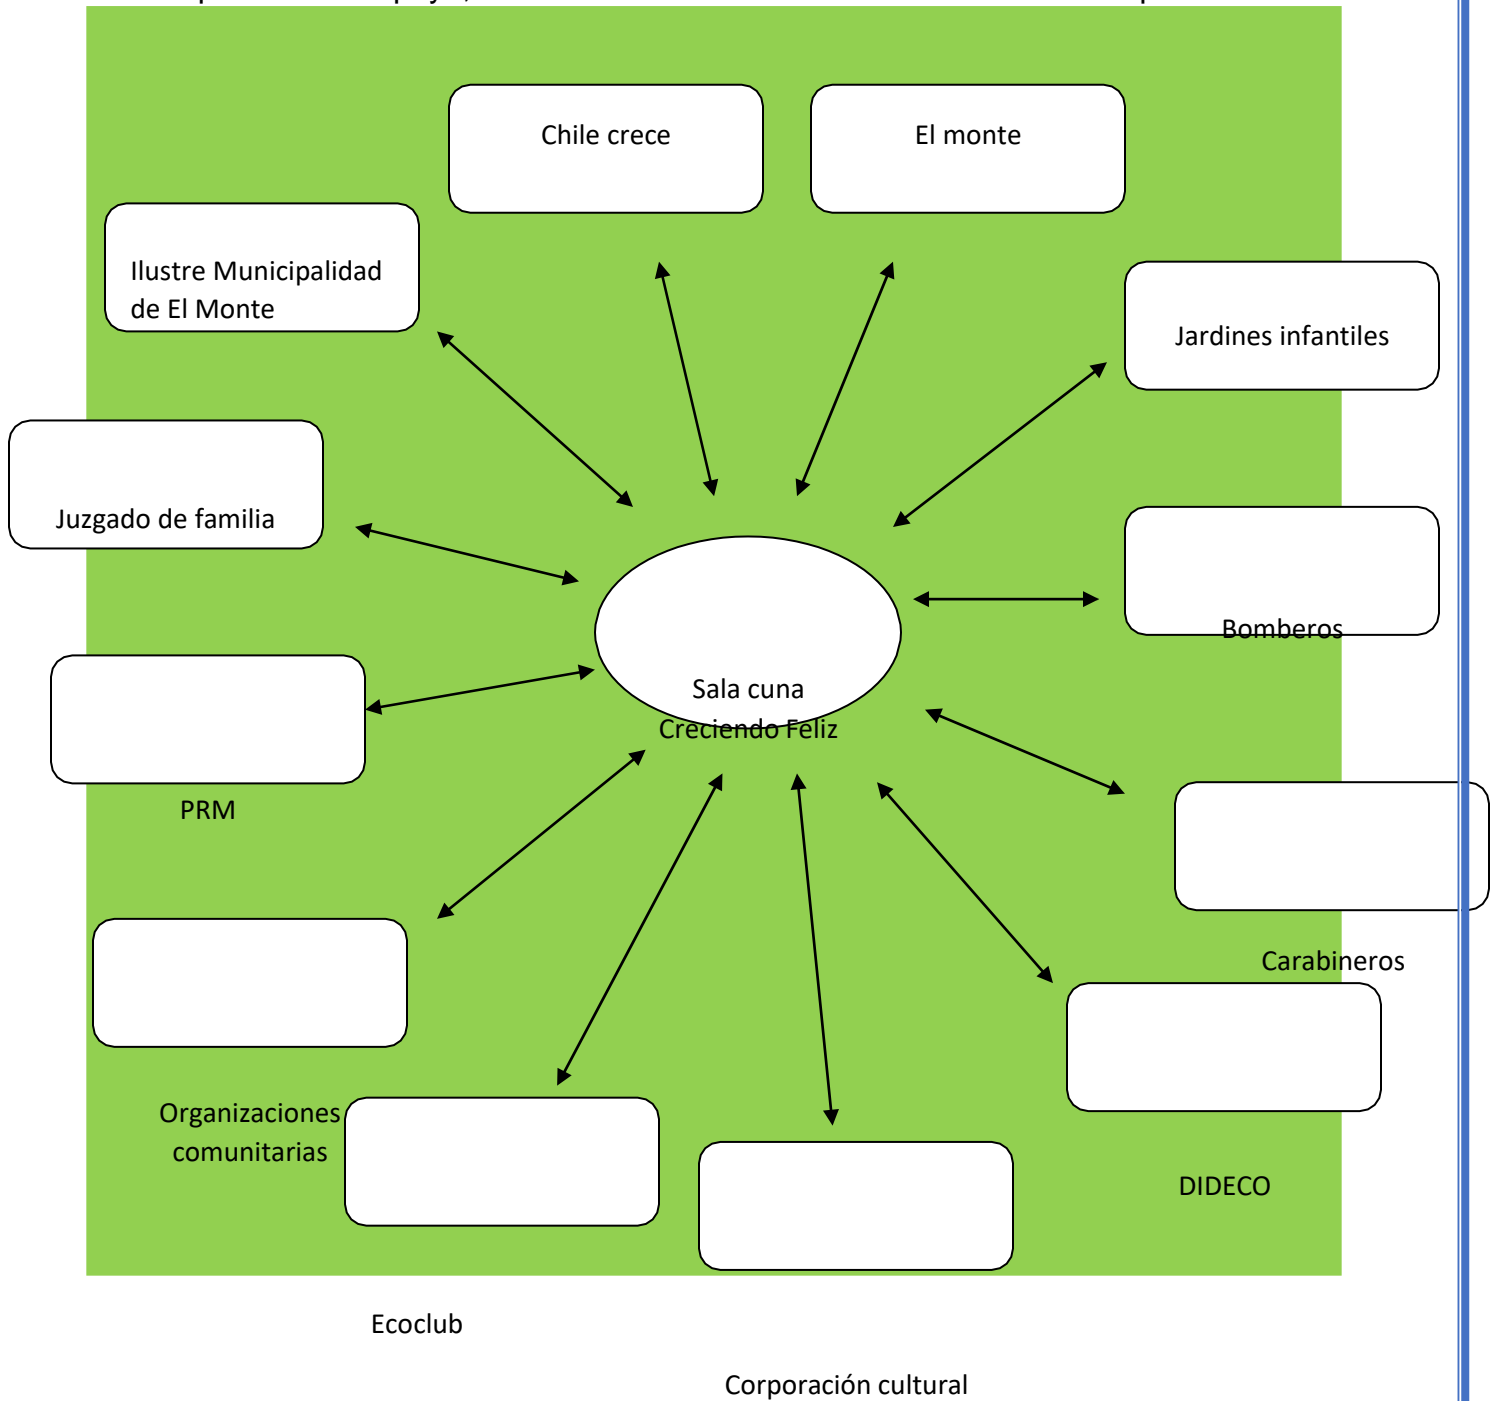 Chile crece
El monte
Ilustre Municipalidad
de El Monte
Jardines infantiles
Juzgado de familia
Bomberos
Sala cuna
Creciendo Feliz
PRM
Carabineros
Organizaciones
comunitarias
DIDECO
Ecoclub
Corporación cultural